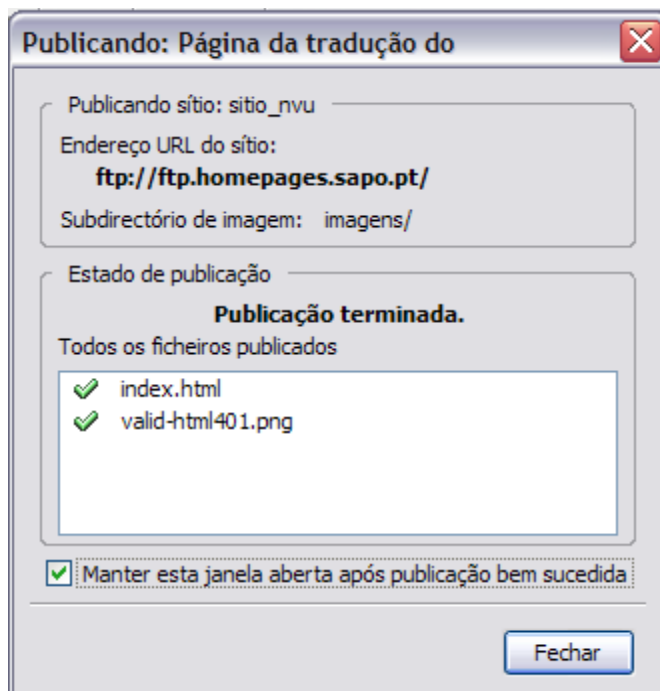 Publicando: Página da tradução do
Publicando sítio: sitio_nvu
Endereço URL do sítio:
ftp://ftp.homepages.sapo.pt/
Subdirectório de imagem: imagens/
Estado de publicação
Publicação terminada.
Todos os ficheiros publicados
index.html
valid-html401.png
Manter esta janela aberta após publicação bem sucedida
Fechar